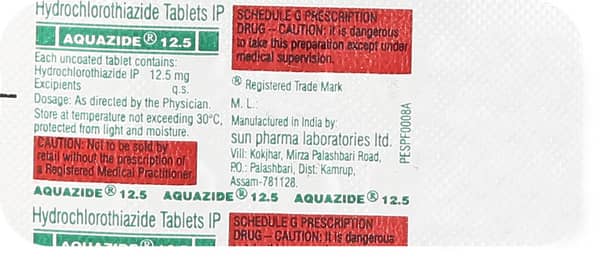 Hydrochlorothiazide Tablets IP
AQUAZIDE® 12.5
Each uncoated tablet contains:
Hydrochlorothiazide IP 12.5 mg
Excipients q.s.
Dosage: As directed by the Physician.
Store at temperature not exceeding 30°C,
protected from light and moisture.
CAUTION: Not to be sold by
retail without the prescription of
a Registered Medical Practitioner.
SCHEDULE G PRESCRIPTION
DRUG – CAUTION: it is dangerous
to take this preparation except under
medical supervision.
® Registered Trade Mark
M. L.:
Manufactured in India by:
sun pharma laboratories ltd.
Vill: Kokjhar, Mirza Palashbari Road,
P.O.: Palashbari, Dist: Kamrup,
Assam-781128.
PESPF0008A
AQUAZIDE® 12.5 AQUAZIDE® 12.5 AQUAZIDE® 12.5
Hydrochlorothiazide Tablets IP
AQUAZIDE® 12.5
SCHEDULE G PRESCRIPTION
DRUG – CAUTION: it is dangerous